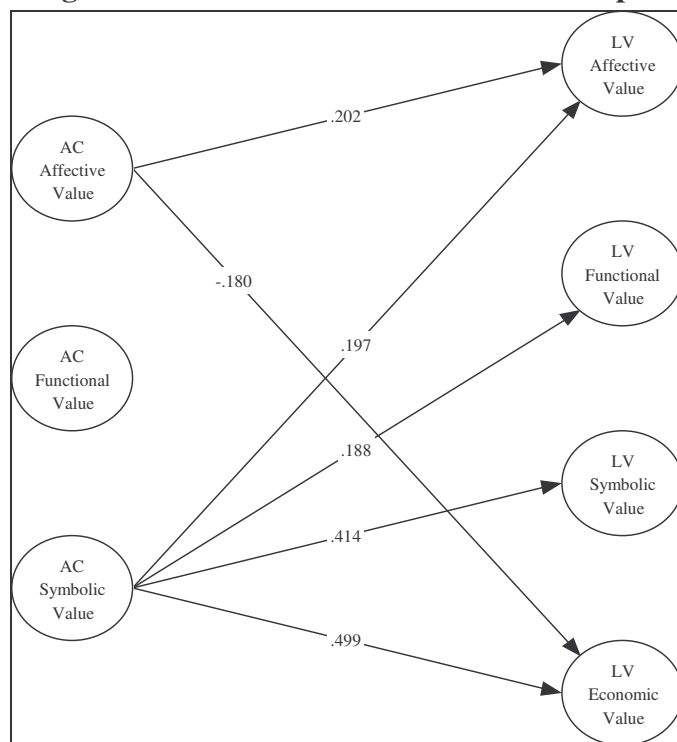 LV
Affective
Value
.202
AC
Affective
Value
-.180
LV
Functional
Value
.197
AC
Functional
Value
.188
LV
Symbolic
Value
.414
AC
Symbolic
Value
.499
LV
Economic
Value